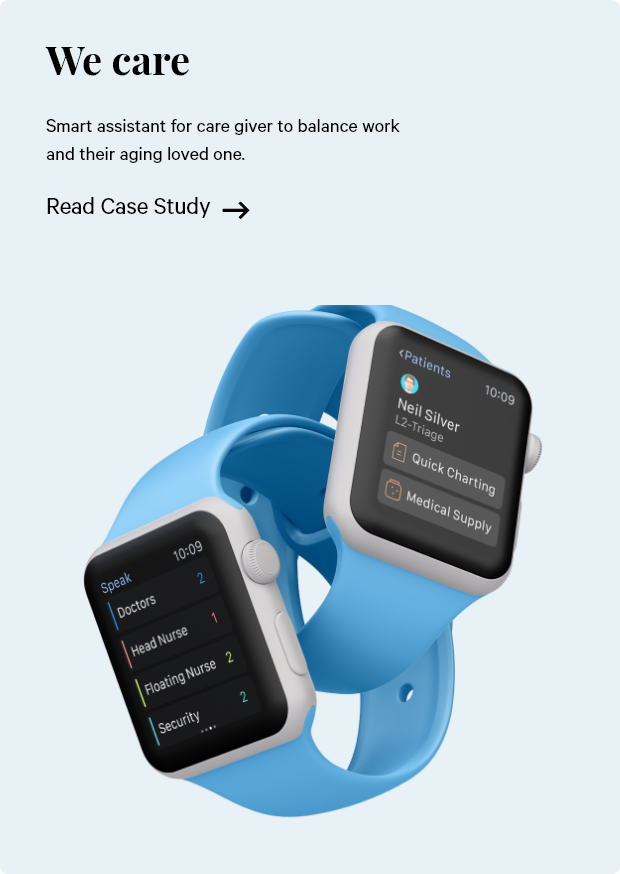 We care
Smart assistant for care giver to balance work
and their aging loved one.
Read Case Study →
‹Patients
10:09
Neil Silver
L2-Triage
Quick Charting
Medical Supply
10:09
Speak
Doctors 2
Head Nurse 1
Floating Nurse 2
Security 2